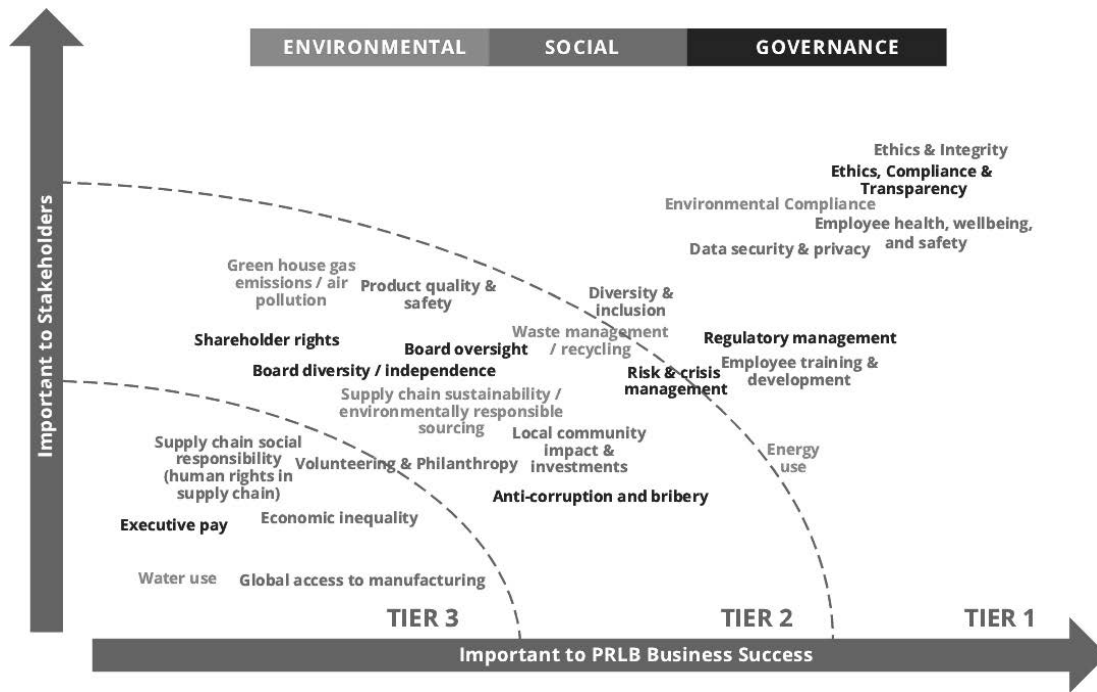 ENVIRONMENTAL SOCIAL GOVERNANCE
Important to Stakeholders
Ethics & Integrity
Ethics, Compliance &
Transparency
Environmental Compliance
Employee health, wellbeing,
and safety
Data security & privacy
Green house gas
emissions / air
pollution
Product quality &
safety
Diversity &
inclusion
Shareholder rights
Board oversight
Waste management
/ recycling
Regulatory management
Board diversity / independence
Risk & crisis
management
Employee training &
development
Supply chain sustainability /
environmentally responsible
sourcing
Supply chain social
responsibility
(human rights in
supply chain)
Volunteering & Philanthropy
Local community
impact &
investments
Energy
use
Anti-corruption and bribery
Executive pay
Economic inequality
Water use
Global access to manufacturing
TIER 3
TIER 2
TIER 1
Important to PRLB Business Success